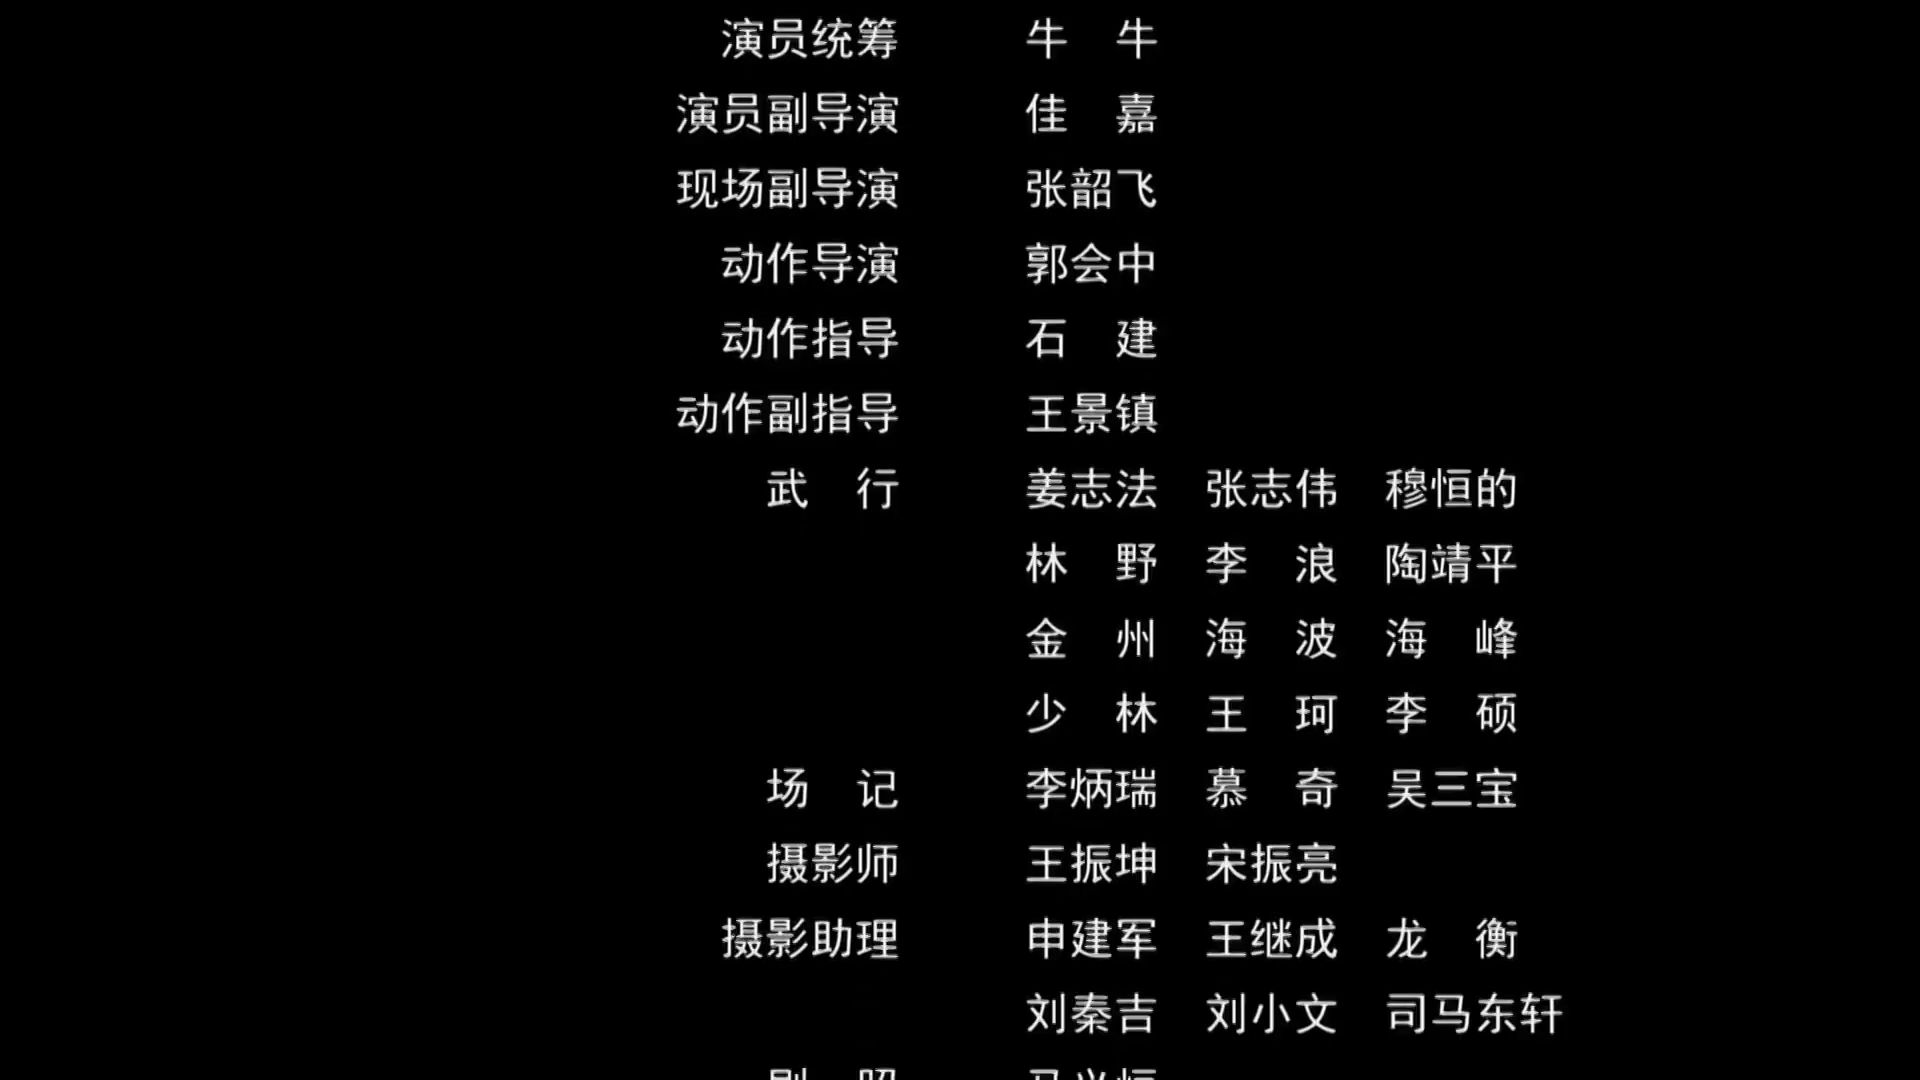 演员统筹 牛 牛
演员副导演 佳 嘉
现场副导演 张韶飞
动作导演 郭会中
动作指导 石 建
动作副指导 王景镇
武 行 姜志法 张志伟 穆恒的
林 野 李 浪 陶靖平
金 州 海 波 海 峰
少 林 王 珂 李 硕
场 记 李炳瑞 慕 奇 吴三宝
摄影师 王振坤 宋振亮
摄影助理 申建军 王继成 龙 衡
刘秦吉 刘小文 司马东轩